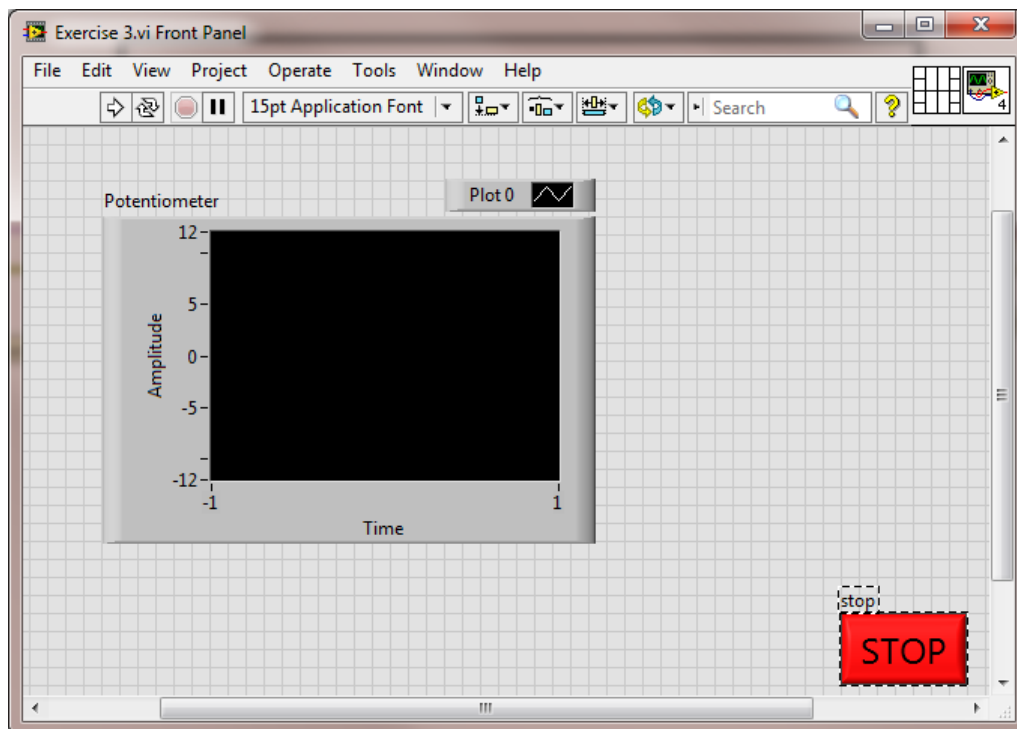 Exercise 3.vi Front Panel
File Edit View Project Operate Tools Window Help
15pt Application Font Search
4
Potentiometer
Plot 0
12
5
0
-5
-12
Amplitude
-1 1
Time
stop
STOP